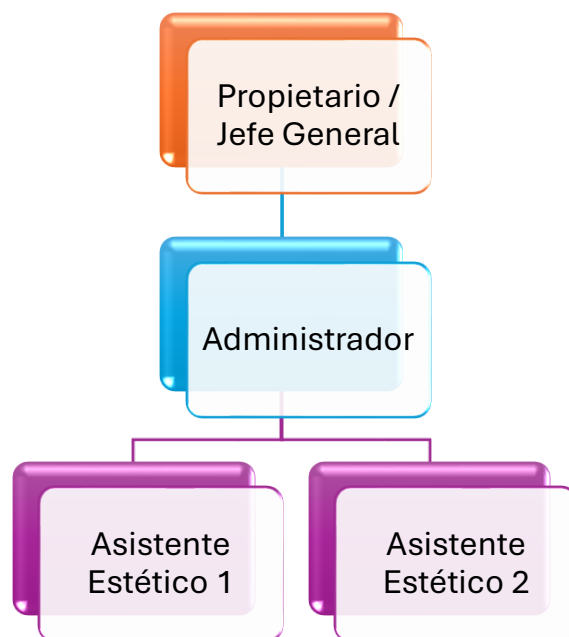 Propietario /
Jefe General
Administrador
Asistente
Estético 1
Asistente
Estético 2